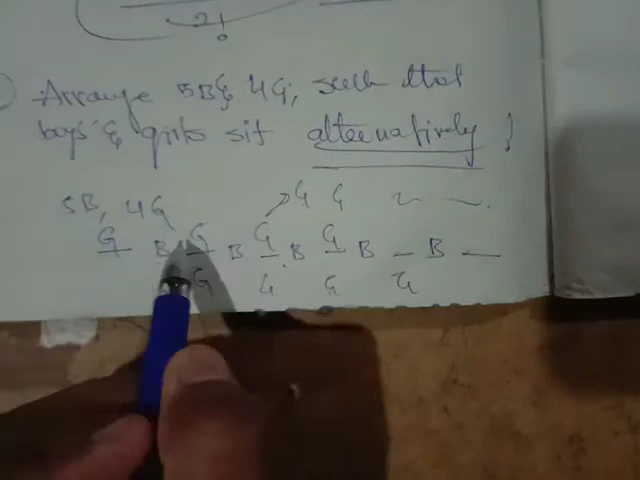 2!
Arrange 5B & 4G, such that
boys & girls sit alternatively !
5B, 4G
G G
G B G B G B G B _ B _
G G G G